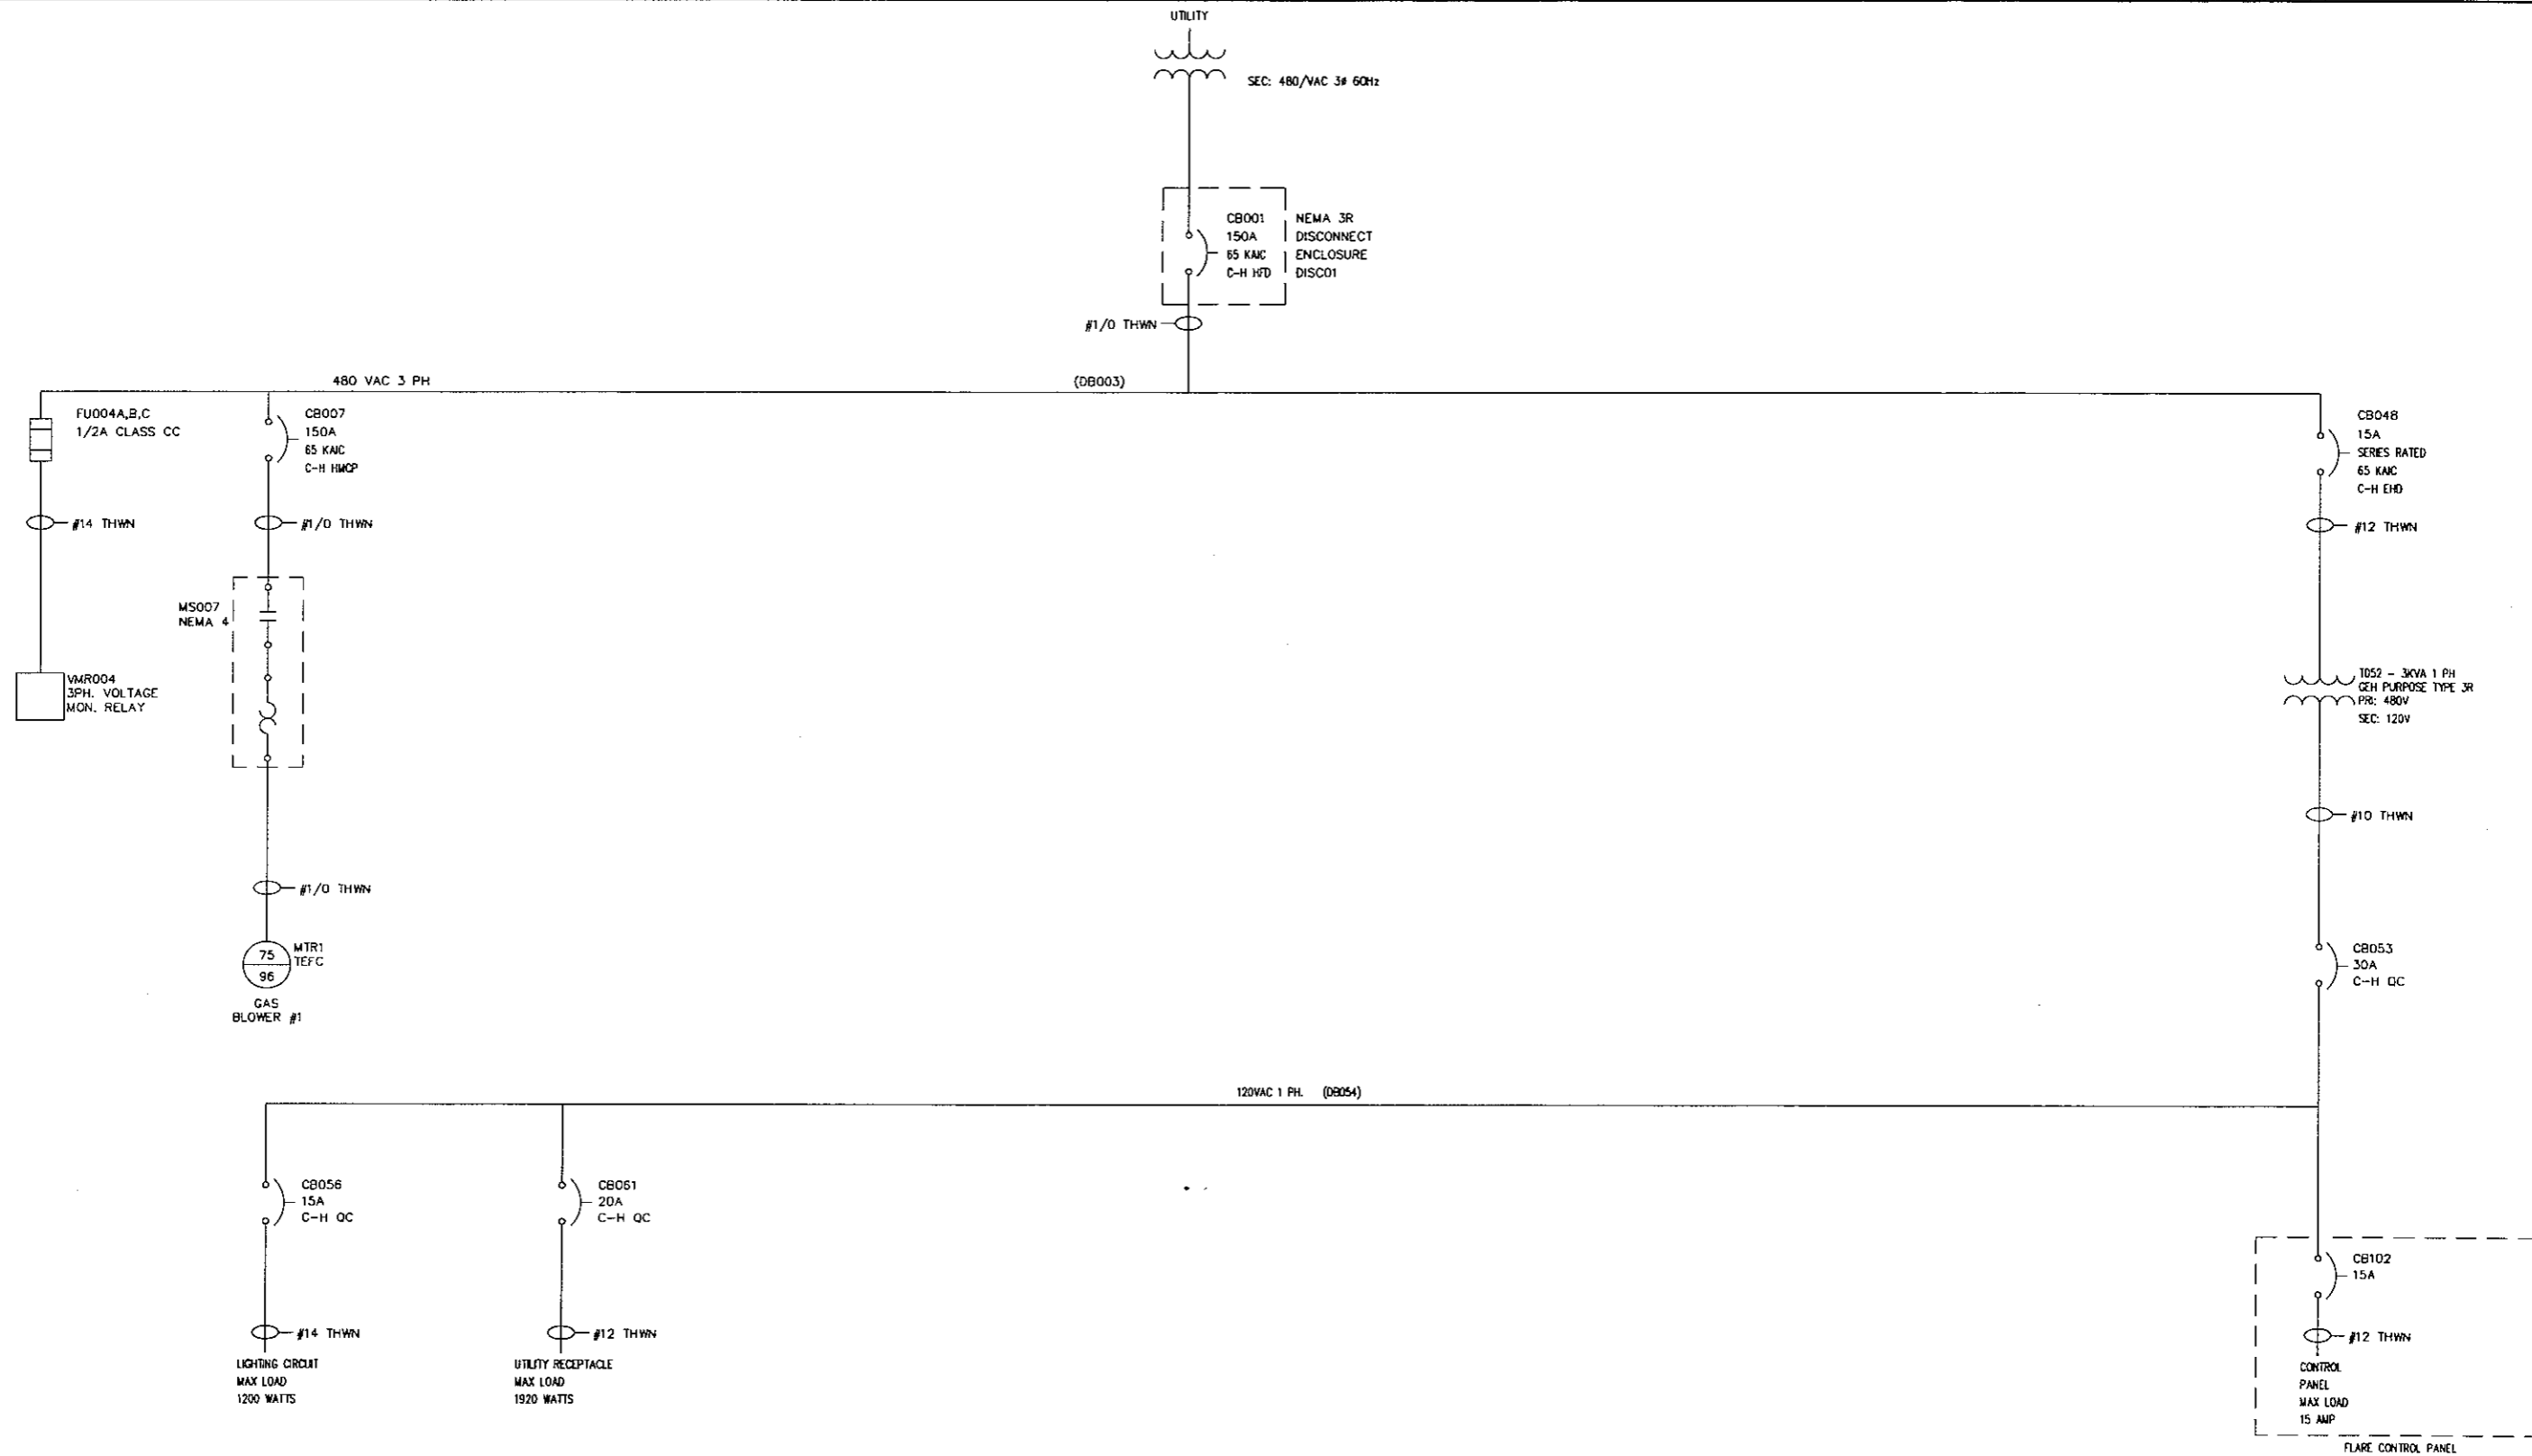 UTILITY
SEC: 480/VAC 3ø 60Hz
CB001
150A
65 KAIC
C-H HFD
NEMA 3R
DISCONNECT
ENCLOSURE
DISC01
#1/0 THWN
480 VAC 3 PH
(DB003)
FU004A,B,C
1/2A CLASS CC
CB007
150A
65 KAIC
C-H HMCP
CB048
15A
SERIES RATED
65 KAIC
C-H EHD
#14 THWN
#1/0 THWN
#12 THWN
MS007
NEMA 4
VMR004
3PH. VOLTAGE
MON. RELAY
T052 - 3KVA 1 PH
GEH PURPOSE TYPE 3R
PRI: 480V
SEC: 120V
#10 THWN
#1/0 THWN
75
96
MTR1
TEFC
GAS
BLOWER #1
CB053
30A
C-H QC
120VAC 1 PH. (DB054)
CB056
15A
C-H QC
CB061
20A
C-H QC
CB102
15A
#14 THWN
#12 THWN
#12 THWN
LIGHTING CIRCUIT
MAX LOAD
1200 WATTS
UTILITY RECEPTACLE
MAX LOAD
1920 WATTS
CONTROL
PANEL
MAX LOAD
15 AMP
FLARE CONTROL PANEL